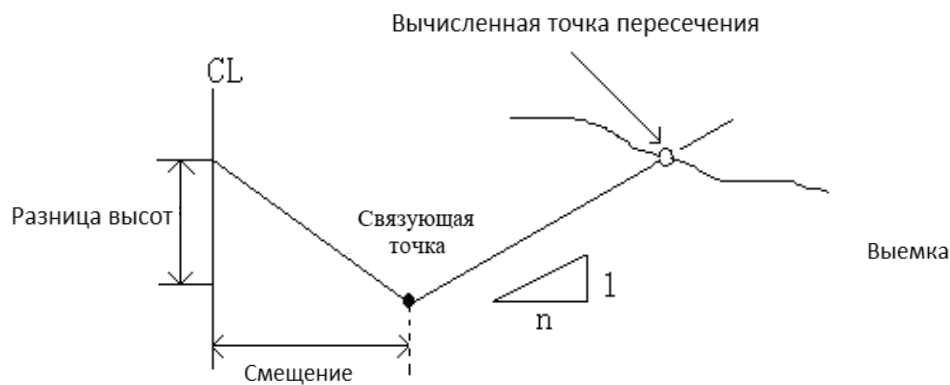 Вычисленная точка пересечения
CL
Разница высот
Связующая
точка
Выемка
1
n
Смещение